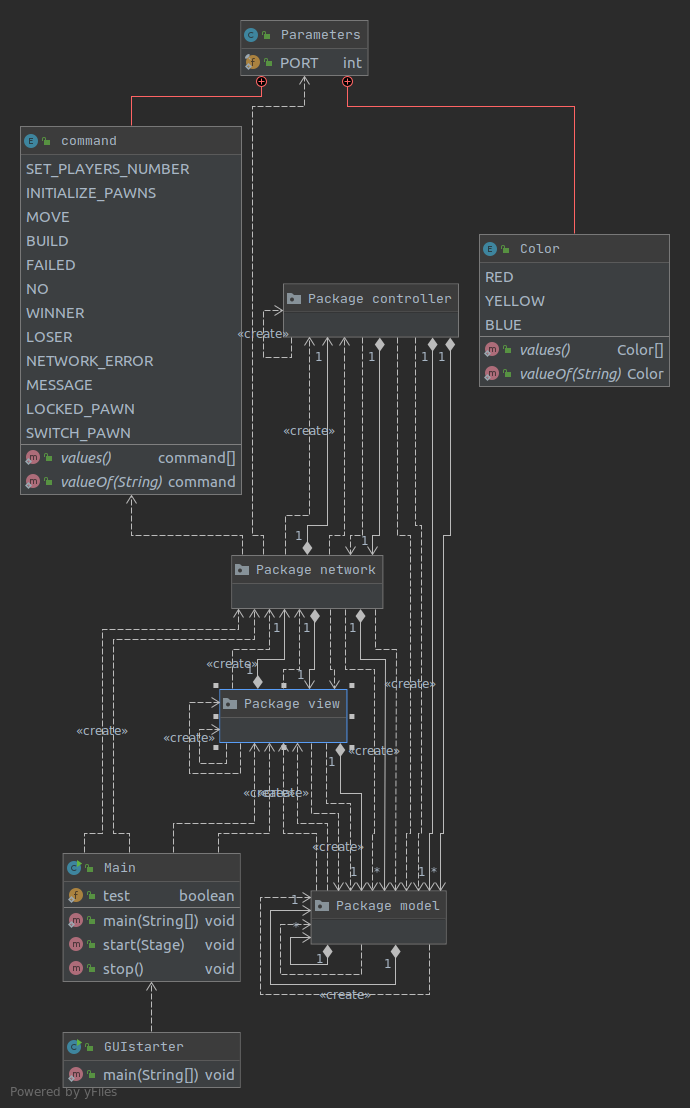 Parameters
PORT int
command
SET_PLAYERS_NUMBER
INITIALIZE_PAWNS
MOVE
BUILD
FAILED
NO
WINNER
LOSER
NETWORK_ERROR
MESSAGE
LOCKED_PAWN
SWITCH_PAWN
values() command[]
valueOf(String) command
Color
RED
YELLOW
BLUE
values() Color[]
valueOf(String) Color
Package controller
«create»
1 1 1 1
«create»
1 1
Package network
1 1 1
«create»
1 1
«create»
Package view
«create»
«create»
1 «create»
«create» «create»
«create»
1 * 1 *
Main
test boolean
main(String[]) void
start(Stage) void
stop() void
Package model
1
*
1 1
«create»
GUIstarter
main(String[]) void
Powered by yFiles